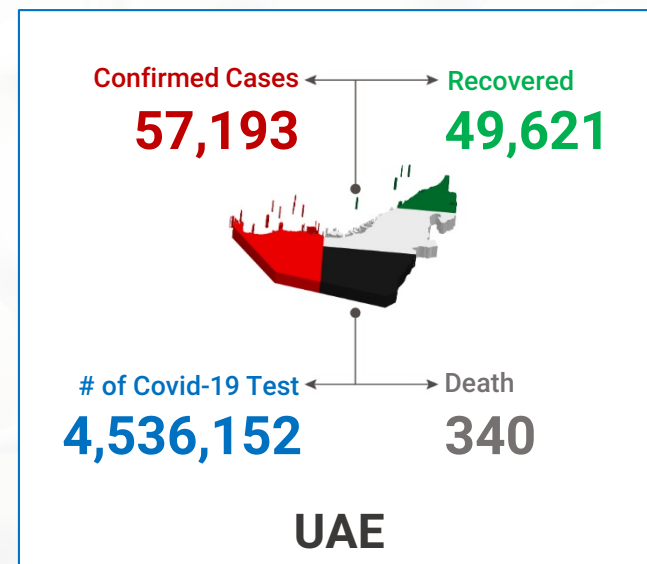 Confirmed Cases
Recovered
57,193
49,621
# of Covid-19 Test
Death
4,536,152
340
UAE